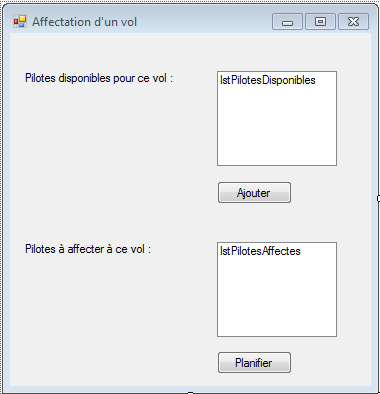 Affectation d'un vol
Pilotes disponibles pour ce vol :
lstPilotesDisponibles
Ajouter
Pilotes à affecter à ce vol :
lstPilotesAffectes
Planifier